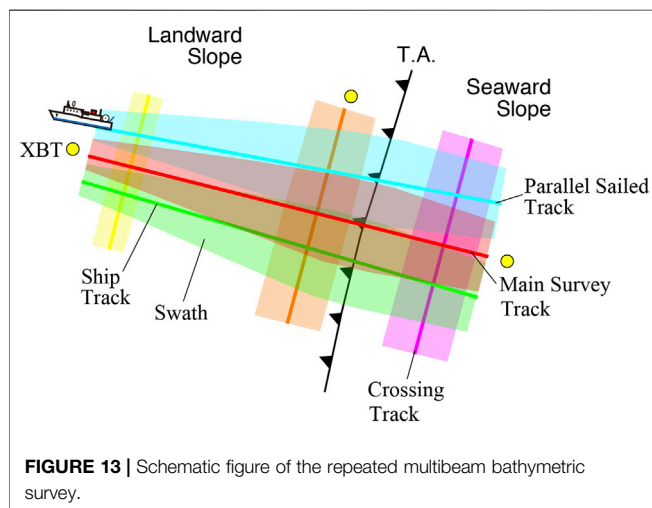 Landward
Slope
T.A.
Seaward
Slope
XBT
Parallel Sailed
Track
Ship
Track
Swath
Main Survey
Track
Crossing
Track
FIGURE 13 | Schematic figure of the repeated multibeam bathymetric
survey.